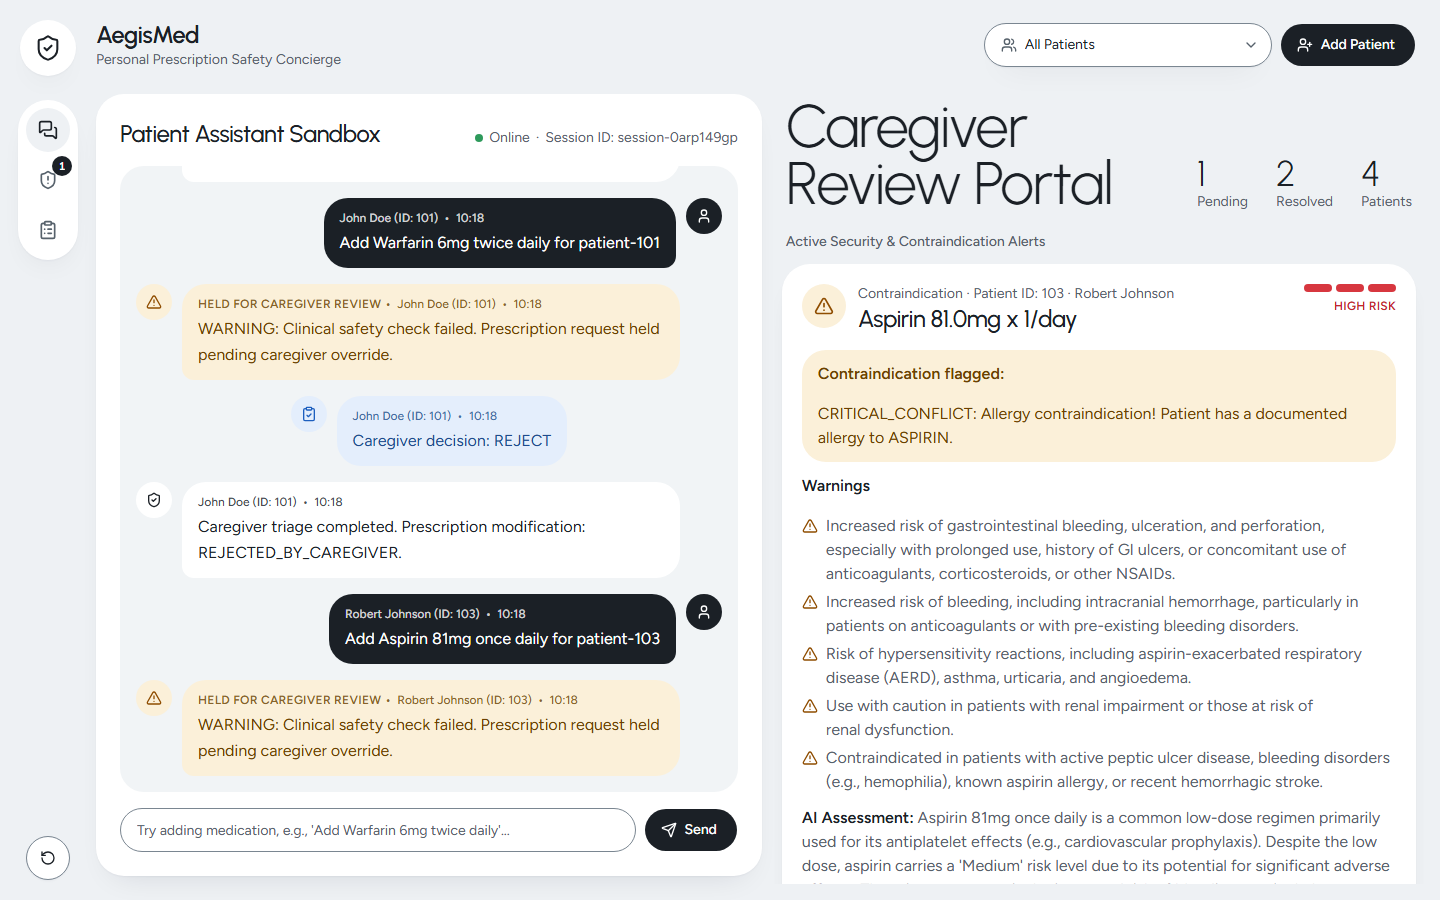 AegisMed
Personal Prescription Safety Concierge
All Patients
Add Patient
1
Patient Assistant Sandbox
Online · Session ID: session-0arp149gp
John Doe (ID: 101) • 10:18
Add Warfarin 6mg twice daily for patient-101
HELD FOR CAREGIVER REVIEW • John Doe (ID: 101) • 10:18
WARNING: Clinical safety check failed. Prescription request held
pending caregiver override.
John Doe (ID: 101) • 10:18
Caregiver decision: REJECT
John Doe (ID: 101) • 10:18
Caregiver triage completed. Prescription modification:
REJECTED_BY_CAREGIVER.
Robert Johnson (ID: 103) • 10:18
Add Aspirin 81mg once daily for patient-103
HELD FOR CAREGIVER REVIEW • Robert Johnson (ID: 103) • 10:18
WARNING: Clinical safety check failed. Prescription request held
pending caregiver override.
Try adding medication, e.g., 'Add Warfarin 6mg twice daily'...
Send
Caregiver
Review Portal
1
Pending
2
Resolved
4
Patients
Active Security & Contraindication Alerts
Contraindication · Patient ID: 103 · Robert Johnson
Aspirin 81.0mg x 1/day
HIGH RISK
Contraindication flagged:
CRITICAL_CONFLICT: Allergy contraindication! Patient has a documented
allergy to ASPIRIN.
Warnings
Increased risk of gastrointestinal bleeding, ulceration, and perforation,
especially with prolonged use, history of GI ulcers, or concomitant use of
anticoagulants, corticosteroids, or other NSAIDs.
Increased risk of bleeding, including intracranial hemorrhage, particularly in
patients on anticoagulants or with pre-existing bleeding disorders.
Risk of hypersensitivity reactions, including aspirin-exacerbated respiratory
disease (AERD), asthma, urticaria, and angioedema.
Use with caution in patients with renal impairment or those at risk of
renal dysfunction.
Contraindicated in patients with active peptic ulcer disease, bleeding disorders
(e.g., hemophilia), known aspirin allergy, or recent hemorrhagic stroke.
AI Assessment: Aspirin 81mg once daily is a common low-dose regimen primarily
used for its antiplatelet effects (e.g., cardiovascular prophylaxis). Despite the low
dose, aspirin carries a 'Medium' risk level due to its potential for significant adverse